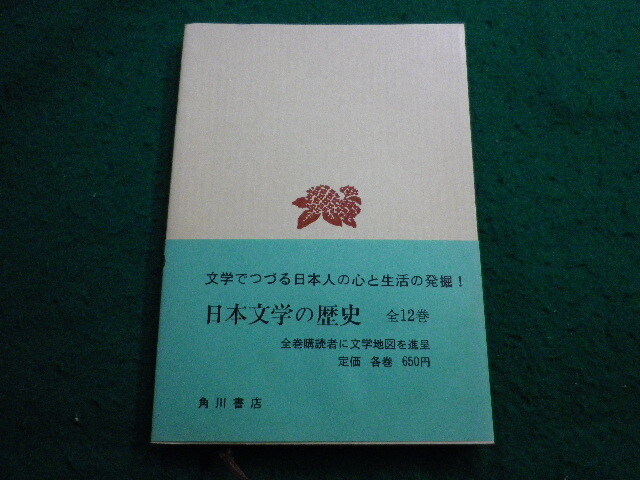 文学でつづる日本人の心と生活の発掘！
日本文学の歴史 全12巻
全巻購読者に文学地図を進呈
定価 各巻 650円
角川書店